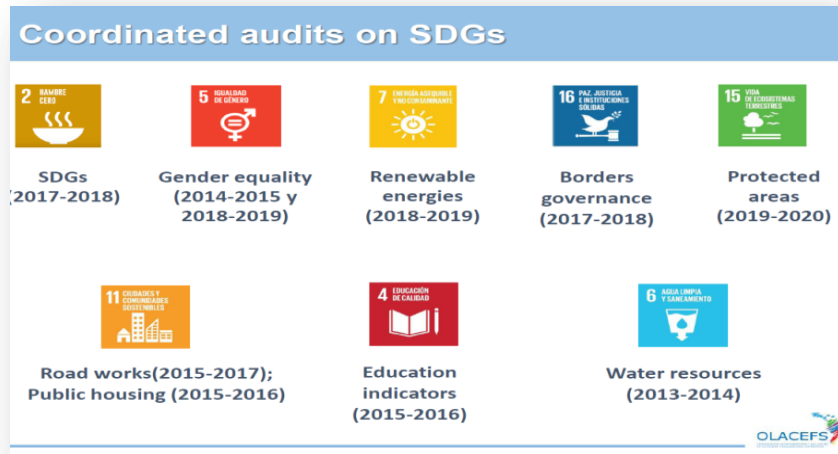 Coordinated audits on SDGs
2 HAMBRE
CERO
5 IGUALDAD
DE GÉNERO
7 ENERGÍA ASEQUIBLE
Y NO CONTAMINANTE
16 PAZ, JUSTICIA
E INSTITUCIONES
SÓLIDAS
15 VIDA
DE ECOSISTEMAS
TERRESTRES
SDGs
(2017-2018)
Gender equality
(2014-2015 y
2018-2019)
Renewable
energies
(2018-2019)
Borders
governance
(2017-2018)
Protected
areas
(2019-2020)
11 CIUDADES Y
COMUNIDADES
SOSTENIBLES
4 EDUCACIÓN
DE CALIDAD
6 AGUA LIMPIA
Y SANEAMIENTO
Road works(2015-2017);
Public housing (2015-2016)
Education
indicators
(2015-2016)
Water resources
(2013-2014)
OLACEFS